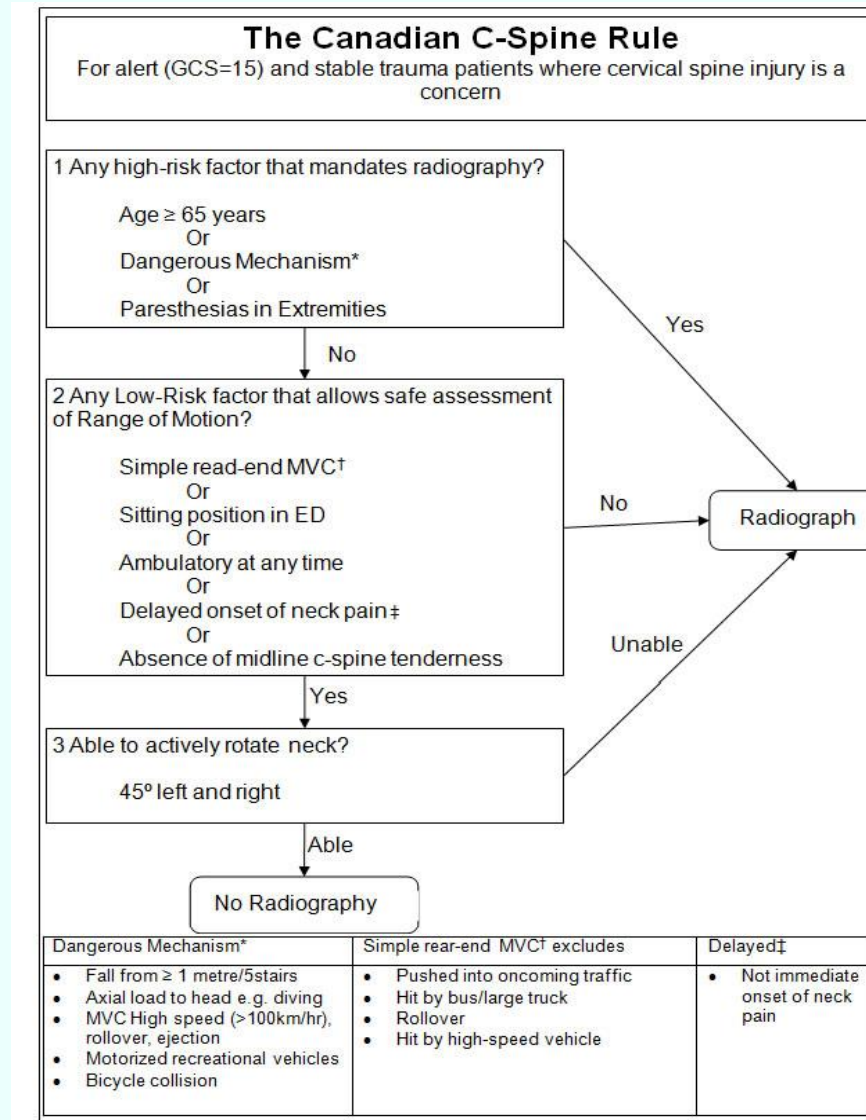 The Canadian C-Spine Rule
For alert (GCS=15) and stable trauma patients where cervical spine injury is a
concern
1 Any high-risk factor that mandates radiography?
Age ≥ 65 years
Or
Dangerous Mechanism*
Or
Paresthesias in Extremities
Yes
No
2 Any Low-Risk factor that allows safe assessment
of Range of Motion?
Simple read-end MVC†
Or
Sitting position in ED
Or
Ambulatory at any time
Or
Delayed onset of neck pain‡
Or
Absence of midline c-spine tenderness
No
Radiograph
Unable
Yes
3 Able to actively rotate neck?
45º left and right
Able
No Radiography
Dangerous Mechanism*
• Fall from ≥ 1 metre/5stairs
• Axial load to head e.g. diving
• MVC High speed (>100km/hr),
rollover, ejection
• Motorized recreational vehicles
• Bicycle collision
Simple rear-end MVC† excludes
• Pushed into oncoming traffic
• Hit by bus/large truck
• Rollover
• Hit by high-speed vehicle
Delayed‡
• Not immediate
onset of neck
pain